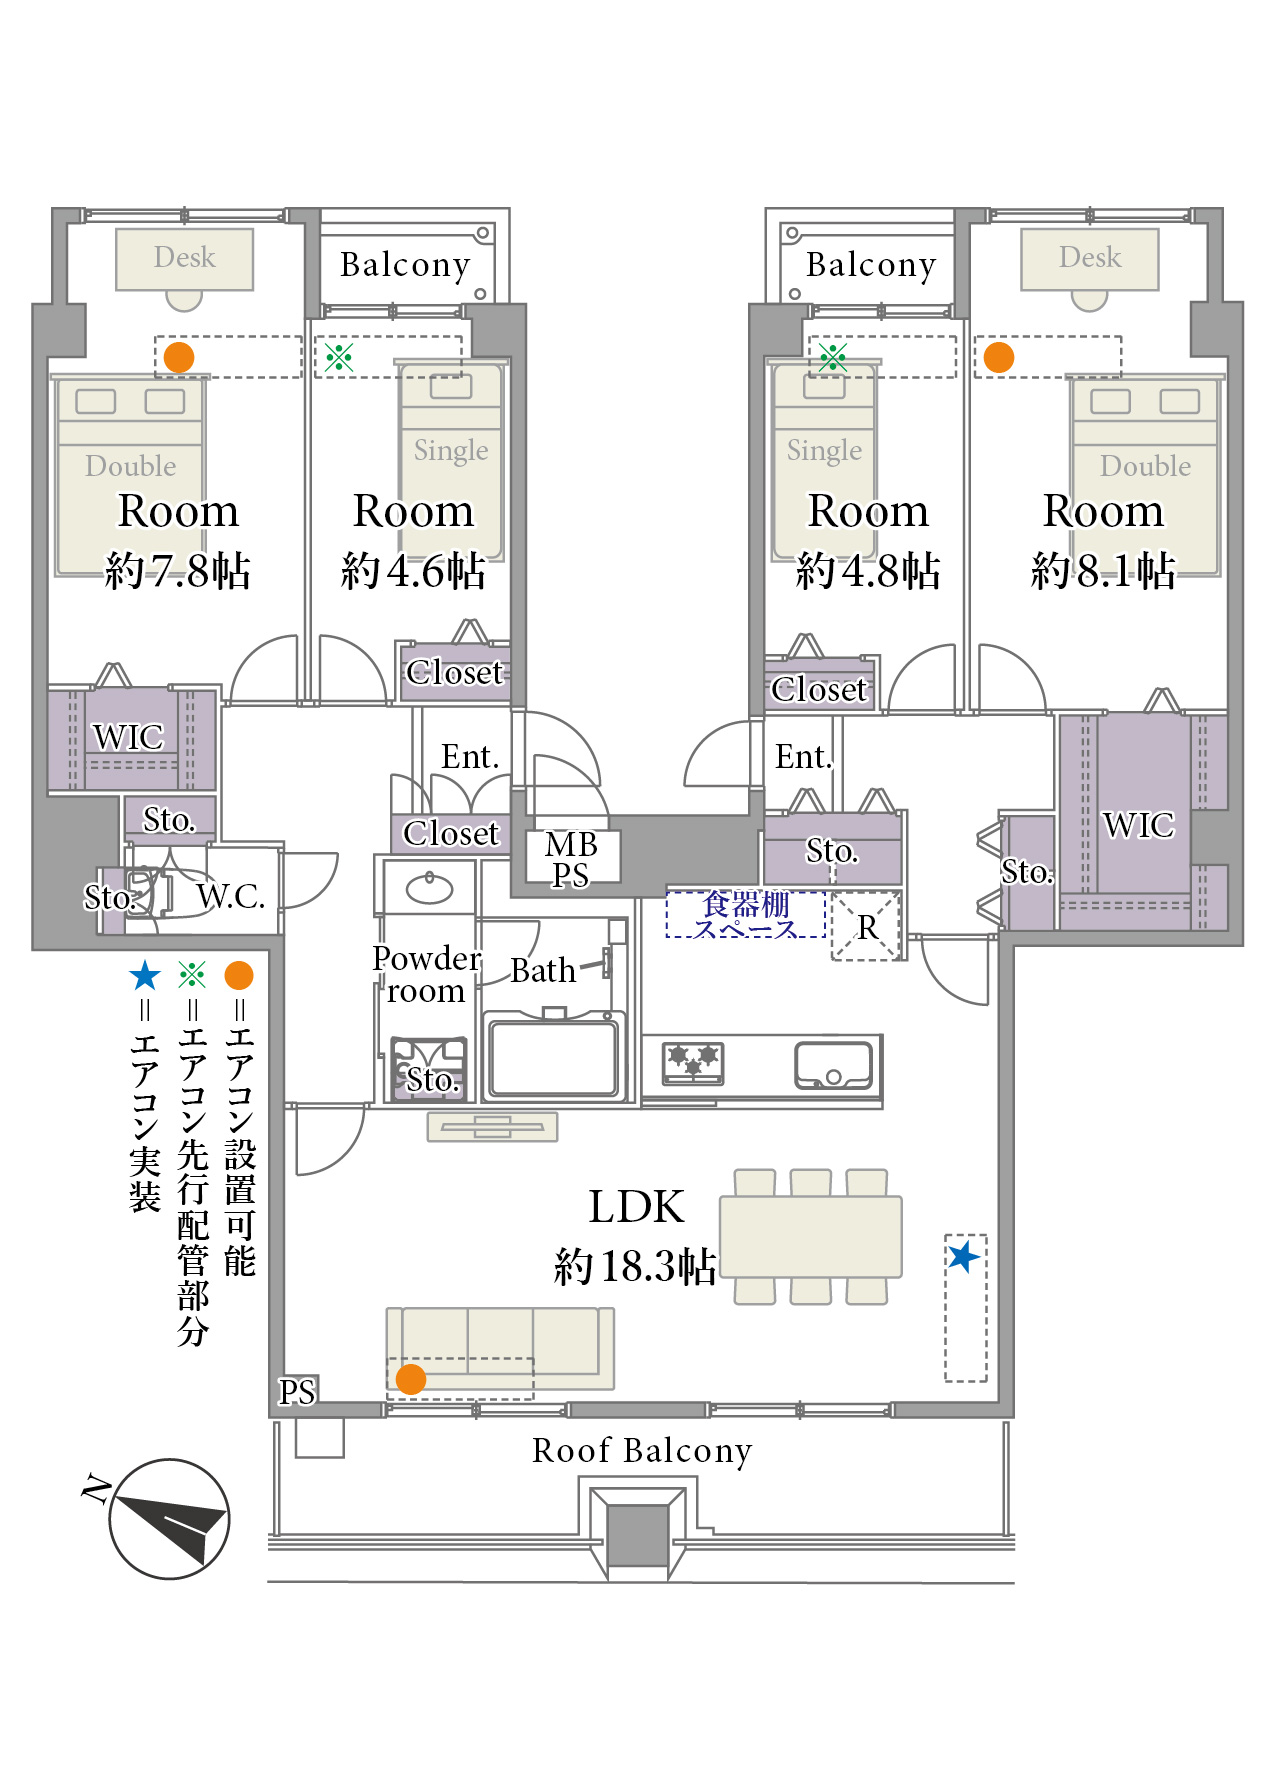 Desk
Balcony
Balcony
Desk
※
※
Double
Single
Single
Double
Room
約7.8帖
Room
約4.6帖
Room
約4.8帖
Room
約8.1帖
Closet
Closet
WIC
Ent.
Ent.
WIC
Sto.
Closet
MB
PS
Sto.
Sto.
Sto.
W.C.
食器棚
スペース
R
Powder
room
Bath
Sto.
●=エアコン設置可能
※=エアコン先行配管部分
★=エアコン実装
LDK
約18.3帖
PS
Roof Balcony
N